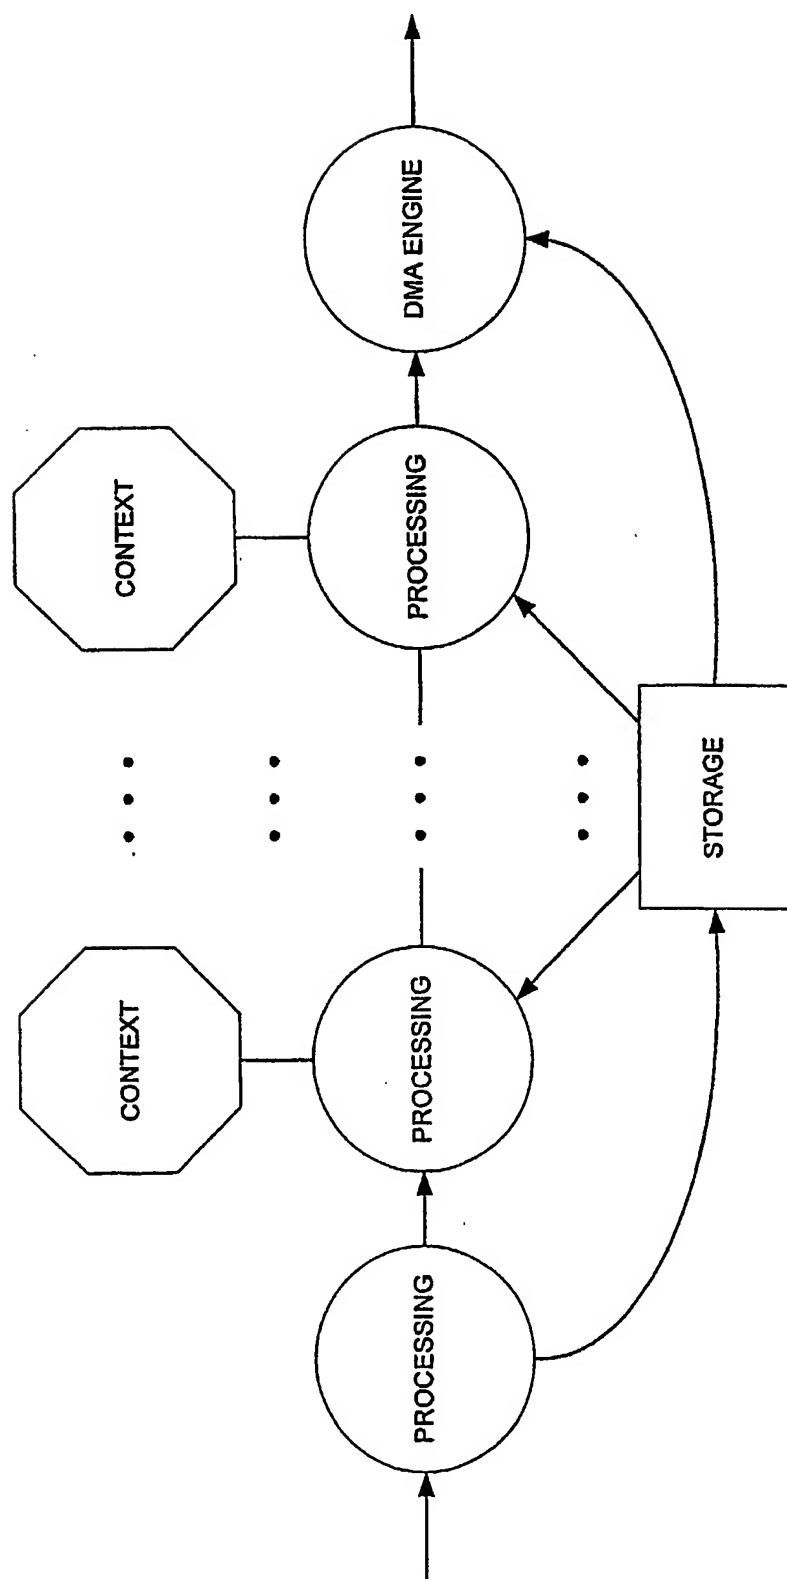 CONTEXT
CONTEXT
PROCESSING
PROCESSING
PROCESSING
DMA ENGINE
STORAGE